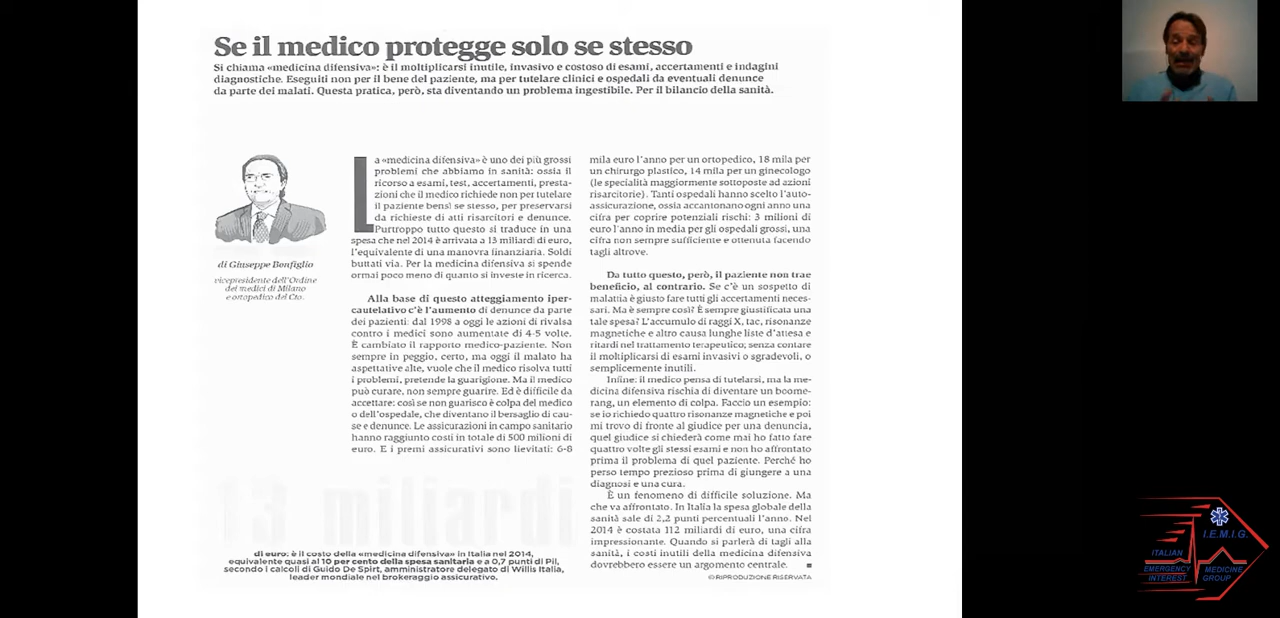 Se il medico protegge solo se stesso
Si chiama «medicina difensiva»: è il moltiplicarsi inutile, invasivo e costoso di esami, accertamenti e indagini
diagnostiche. Eseguiti non per il bene del paziente, ma per tutelare clinici e ospedali da eventuali denunce
da parte dei malati. Questa pratica, però, sta diventando un problema ingestibile. Per il bilancio della sanità.
di Giuseppe Benfiglio
vicepresidente dell'Ordine
dei medici di Milano
e ortopedico del Cto.
La «medicina difensiva» è uno dei più grossi
problemi che abbiamo in sanità: ossia il
ricorso a esami, test, accertamenti, presta-
zioni che il medico richiede non per tutelare
il paziente bensì se stesso, per preservarsi
da richieste di atti risarcitori e denunce.
Purtroppo tutto questo si traduce in una
spesa che nel 2014 è arrivata a 13 miliardi di euro,
l'equivalente di una manovra finanziaria. Soldi
buttati via. Per la medicina difensiva si spende
ormai poco meno di quanto si investe in ricerca.
Alla base di questo atteggiamento iper-
cautelativo c'è l'aumento di denunce da parte
dei pazienti: dal 1998 a oggi le azioni di rivalsa
contro i medici sono aumentate di 4-5 volte.
È cambiato il rapporto medico-paziente. Non
sempre in peggio, certo, ma oggi il malato ha
aspettative alte, vuole che il medico risolva tutti
i problemi, pretende la guarigione. Ma il medico
può curare, non sempre guarire. Ed è difficile da
accettare: così se non guarisco è colpa del medico
o dell'ospedale, che diventano il bersaglio di cau-
se e denunce. Le assicurazioni in campo sanitario
hanno raggiunto costi in totale di 500 milioni di
euro. E i premi assicurativi sono lievitati: 6-8
mila euro l'anno per un ortopedico, 18 mila per
un chirurgo plastico, 14 mila per un ginecologo
(le specialità maggiormente sottoposte ad azioni
risarcitorie). Tanti ospedali hanno scelto l'auto-
assicurazione, ossia accantonano ogni anno una
cifra per coprire potenziali rischi: 3 milioni di
euro l'anno in media per gli ospedali grossi, una
cifra non sempre sufficiente e ottenuta facendo
tagli altrove.
Da tutto questo, però, il paziente non trae
beneficio, al contrario. Se c'è un sospetto di
malattia è giusto fare tutti gli accertamenti neces-
sari. Ma è sempre così? È sempre giustificata una
tale spesa? L'accumulo di raggi X, tac, risonanze
magnetiche e altro causa lunghe liste d'attesa e
ritardi nel trattamento terapeutico; senza contare
il moltiplicarsi di esami invasivi o sgradevoli, o
semplicemente inutili.
Infine: il medico pensa di tutelarsi, ma la me-
dicina difensiva rischia di diventare un boome-
rang, un elemento di colpa. Faccio un esempio:
se io richiedo quattro risonanze magnetiche e poi
mi trovo di fronte al giudice per una denuncia,
quel giudice si chiederà come mai ho fatto fare
quattro volte gli stessi esami e non ho affrontato
prima il problema di quel paziente. Perché ho
perso tempo prezioso prima di giungere a una
diagnosi e una cura.
È un fenomeno di difficile soluzione. Ma
che va affrontato. In Italia la spesa globale della
sanità sale di 2,2 punti percentuali l'anno. Nel
2014 è costata 112 miliardi di euro, una cifra
impressionante. Quando si parlerà di tagli alla
sanità, i costi inutili della medicina difensiva
dovrebbero essere un argomento centrale.
© RIPRODUZIONE RISERVATA
13 miliardi
di euro: è il costo della «medicina difensiva» in Italia nel 2014,
equivalente quasi al 10 per cento della spesa sanitaria e a 0,7 punti di Pil,
secondo i calcoli di Guido De Spirt, amministratore delegato di Willis Italia,
leader mondiale nel brokeraggio assicurativo.
I.E.M.I.G.
ITALIAN
EMERGENCY
INTEREST
MEDICINE
GROUP